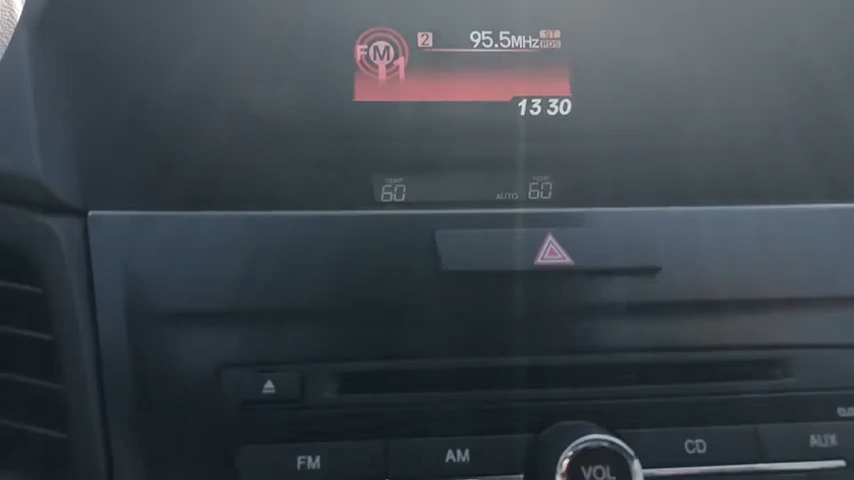 FM 1 2 95.5MHz ST RDS
13 30
TEMP TEMP
60 AUTO 60
FM AM VOL CD AUX